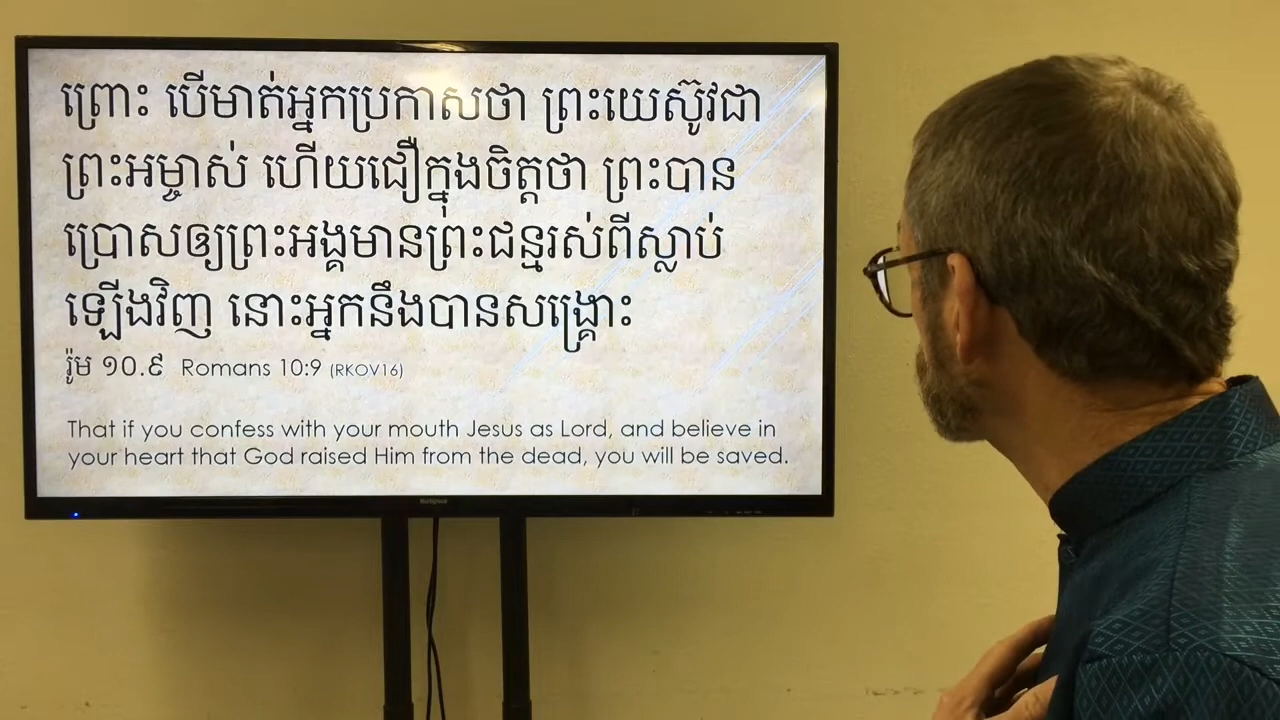 ព្រោះ បើមាត់អ្នកប្រកាសថា ព្រះយេស៊ូវជា
ព្រះអម្ចាស់ ហើយជឿក្នុងចិត្តថា ព្រះបាន
ប្រោសឲ្យព្រះអង្គមានព្រះជន្មរស់ពីស្លាប់
ឡើងវិញ នោះអ្នកនឹងបានសង្គ្រោះ
រ៉ូម ១០.៩ Romans 10:9 (RKOV16)
That if you confess with your mouth Jesus as Lord, and believe in
your heart that God raised Him from the dead, you will be saved.